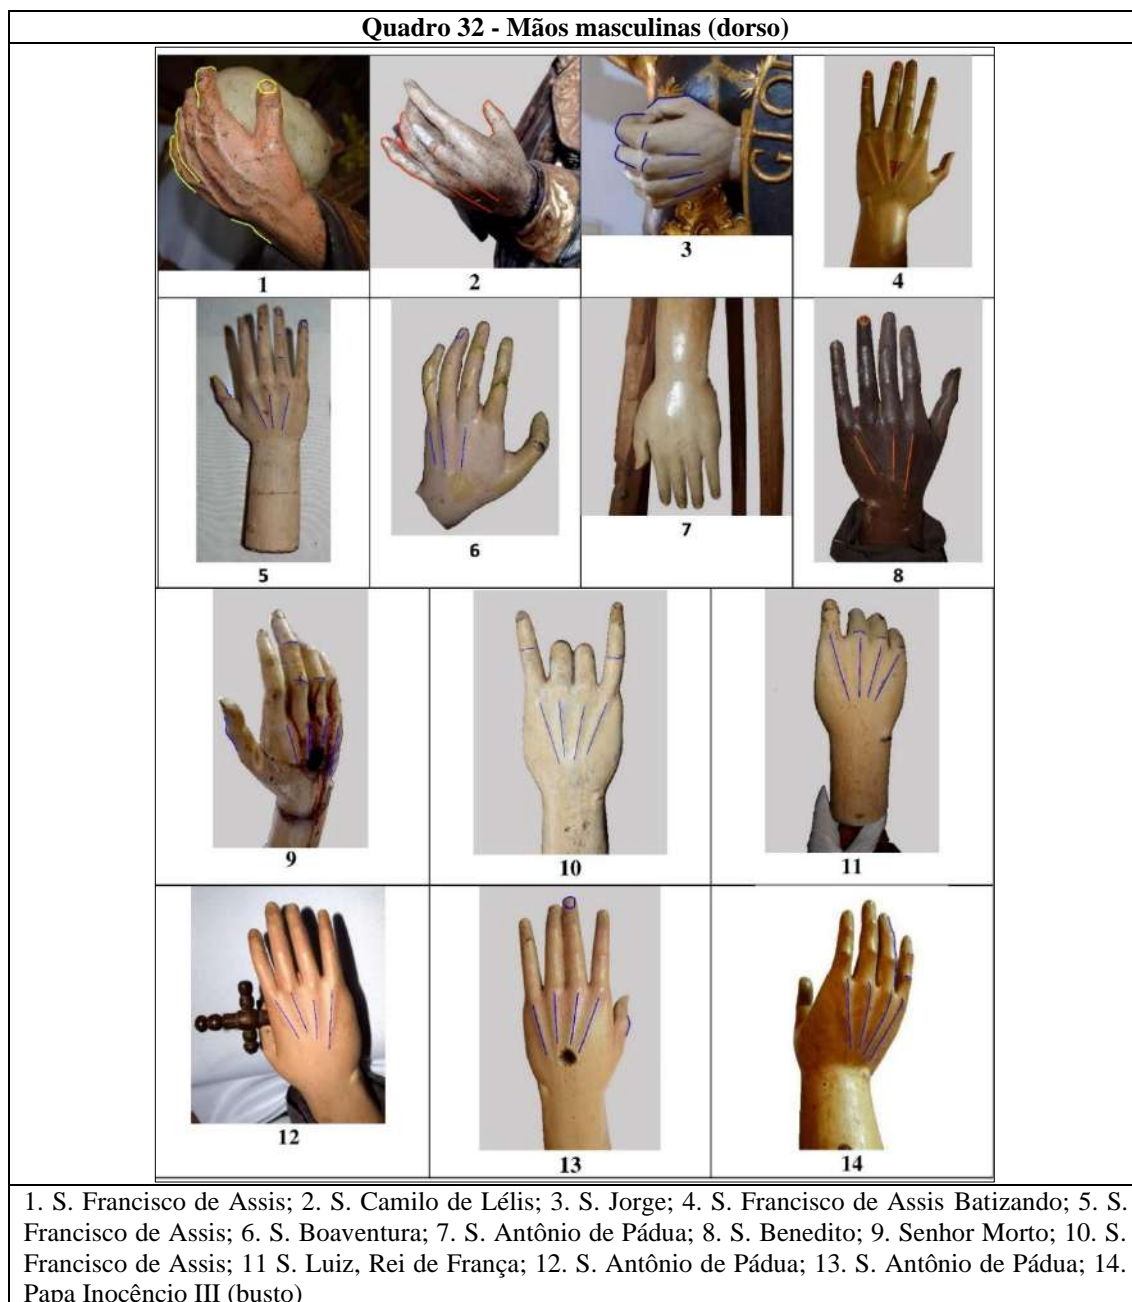 Quadro 32 - Mãos masculinas (dorso)
GIO
1
2
3
4
5
6
7
8
9
10
11
12
13
14
1. S. Francisco de Assis; 2. S. Camilo de Lélis; 3. S. Jorge; 4. S. Francisco de Assis Batizando; 5. S.
Francisco de Assis; 6. S. Boaventura; 7. S. Antônio de Pádua; 8. S. Benedito; 9. Senhor Morto; 10. S.
Francisco de Assis; 11 S. Luiz, Rei de França; 12. S. Antônio de Pádua; 13. S. Antônio de Pádua; 14.
Papa Inocêncio III (busto)